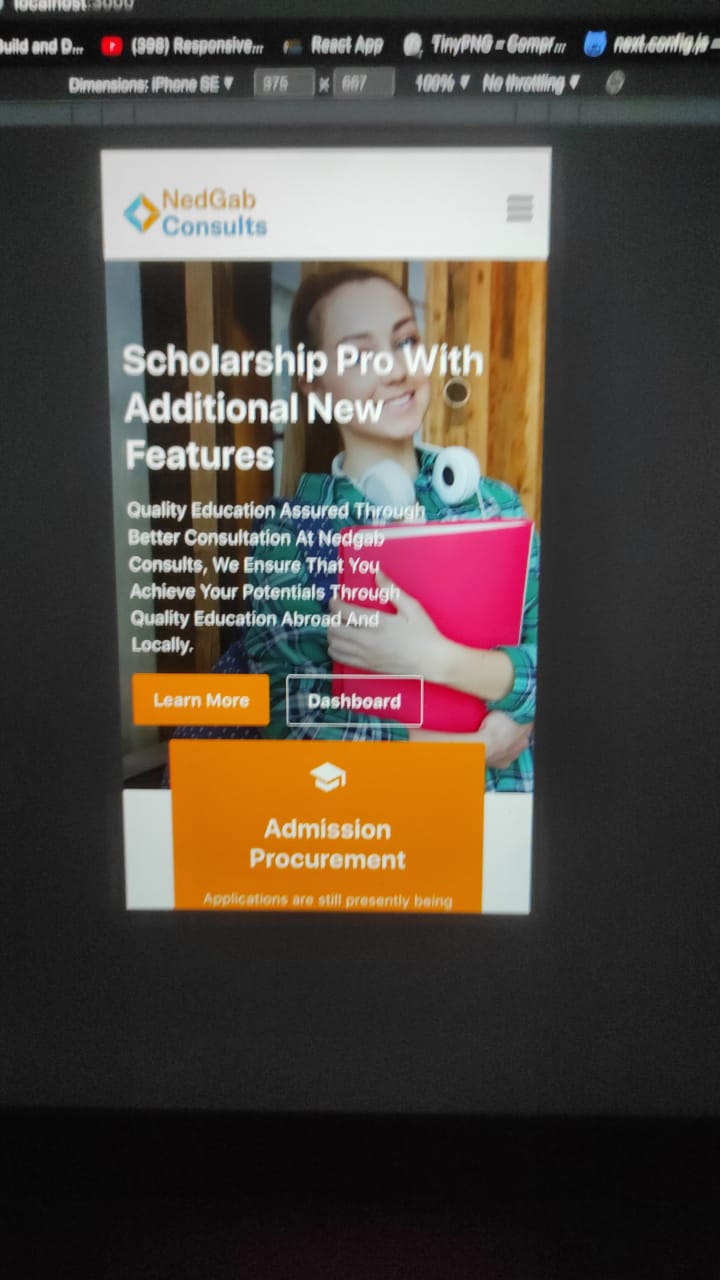 localhost:3000
Build and D... (398) Responsive... React App TinyPNG – Compr... next.config.js
Dimensions: iPhone SE ▼ 375 × 667 100% ▼ No throttling ▼
NedGab
Consults
Scholarship Pro With
Additional New
Features
Quality Education Assured Through
Better Consultation At Nedgab
Consults, We Ensure That You
Achieve Your Potentials Through
Quality Education Abroad And
Locally.
Learn More Dashboard
Admission
Procurement
Applications are still presently being